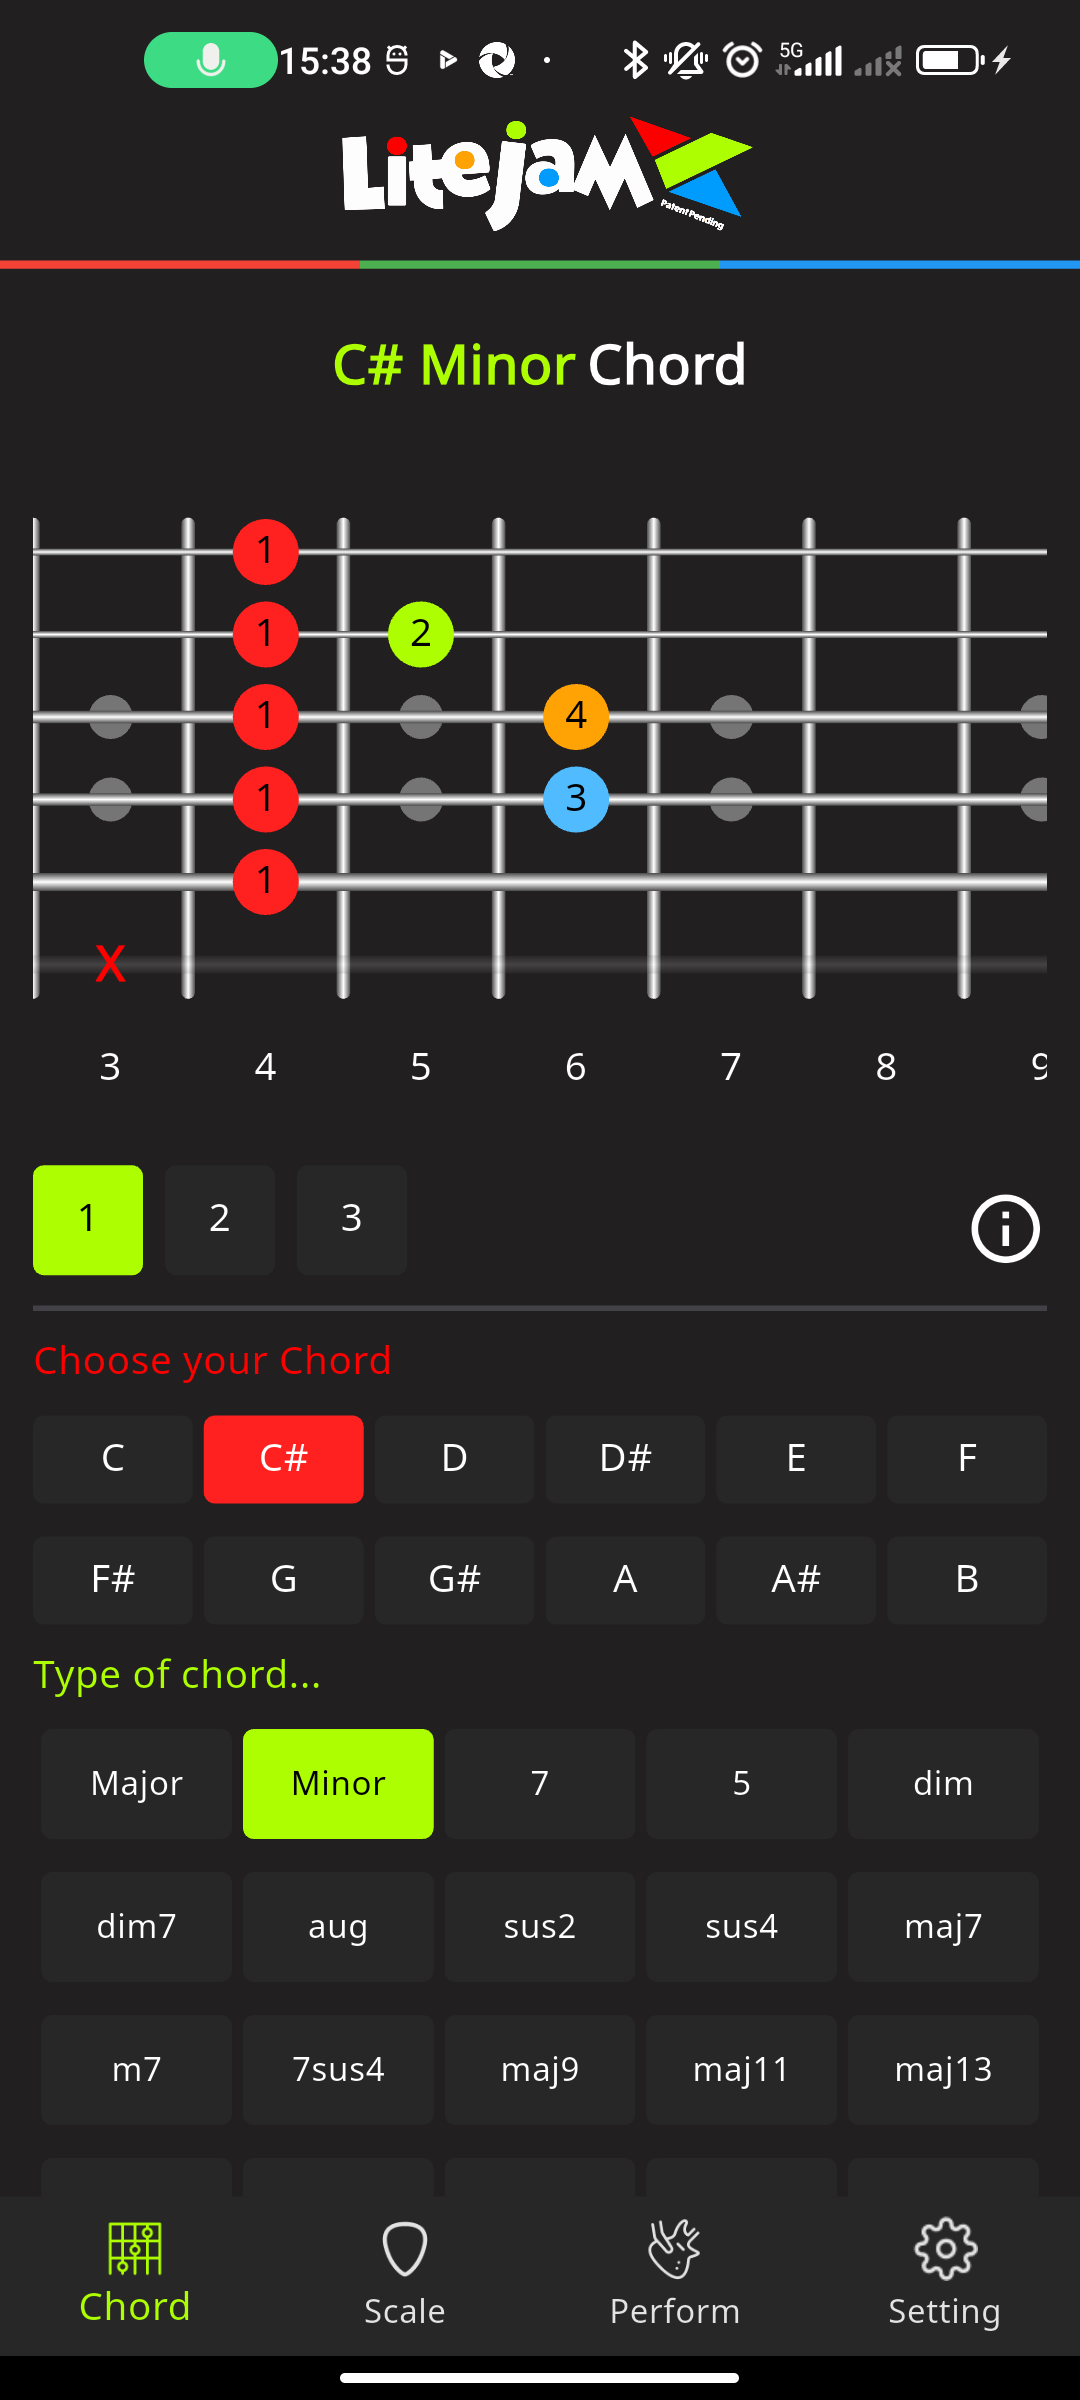 15:38
5G
Litejam
Patent Pending
C# Minor Chord
1
1 2
1 4
1 3
1
X
3 4 5 6 7 8 9
1 2 3
Choose your Chord
C C# D D# E F
F# G G# A A# B
Type of chord...
Major Minor 7 5 dim
dim7 aug sus2 sus4 maj7
m7 7sus4 maj9 maj11 maj13
Chord Scale Perform Setting